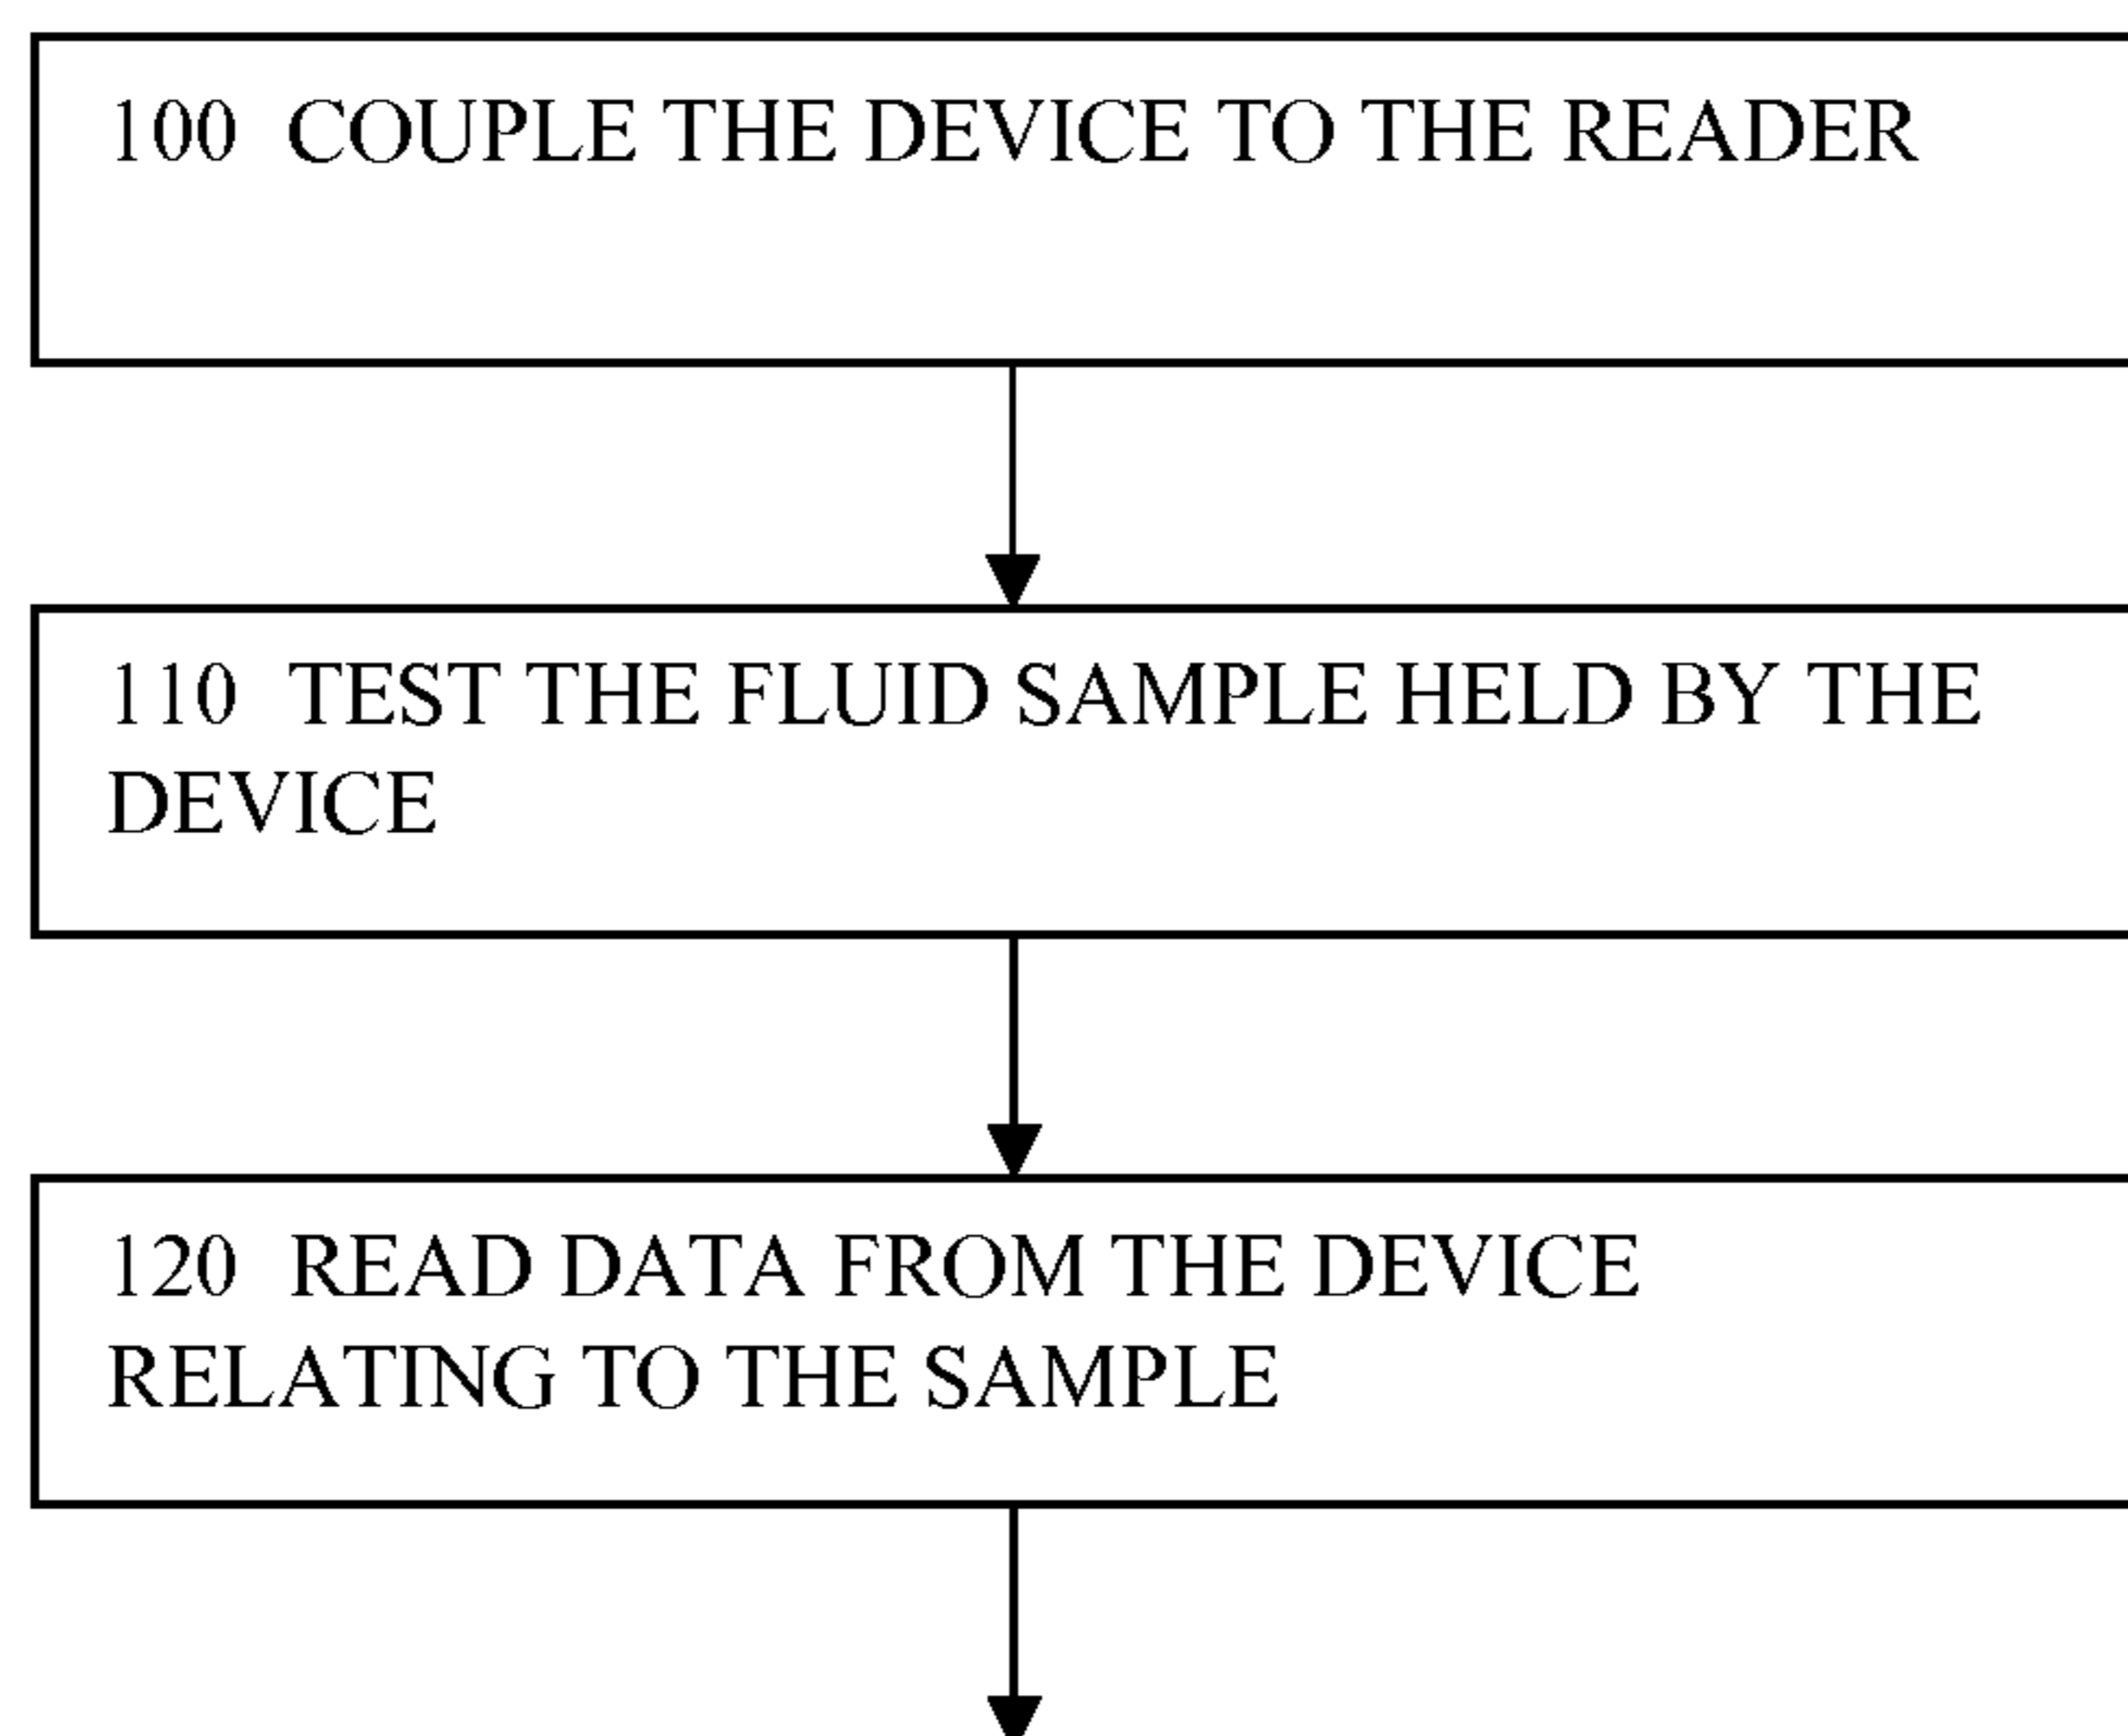 100 COUPLE THE DEVICE TO THE READER
110 TEST THE FLUID SAMPLE HELD BY THE
DEVICE
120 READ DATA FROM THE DEVICE
RELATING TO THE SAMPLE